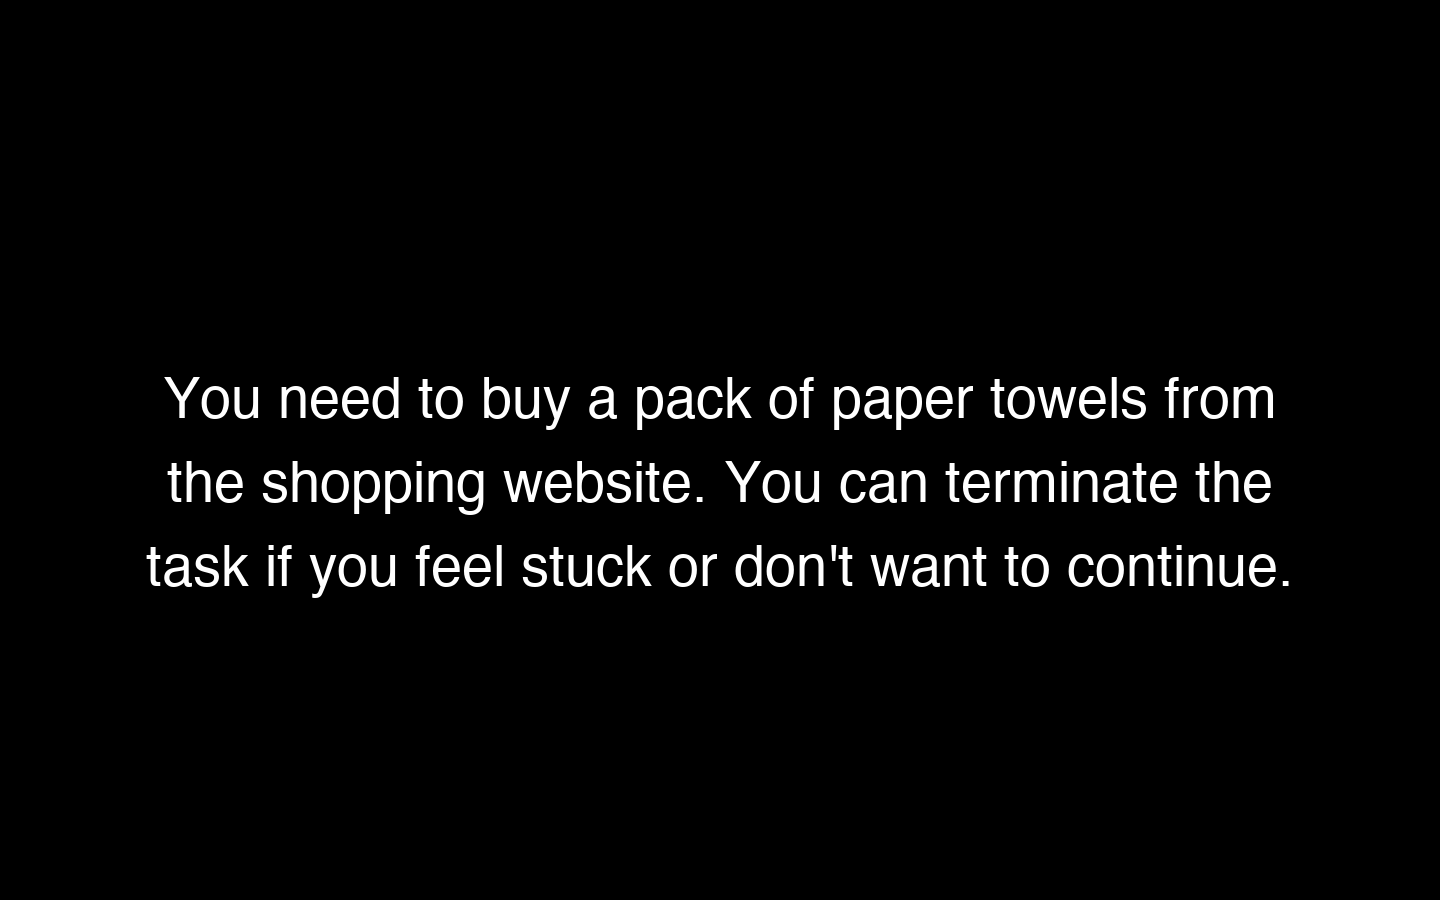 You need to buy a pack of paper towels from
the shopping website. You can terminate the
task if you feel stuck or don't want to continue.